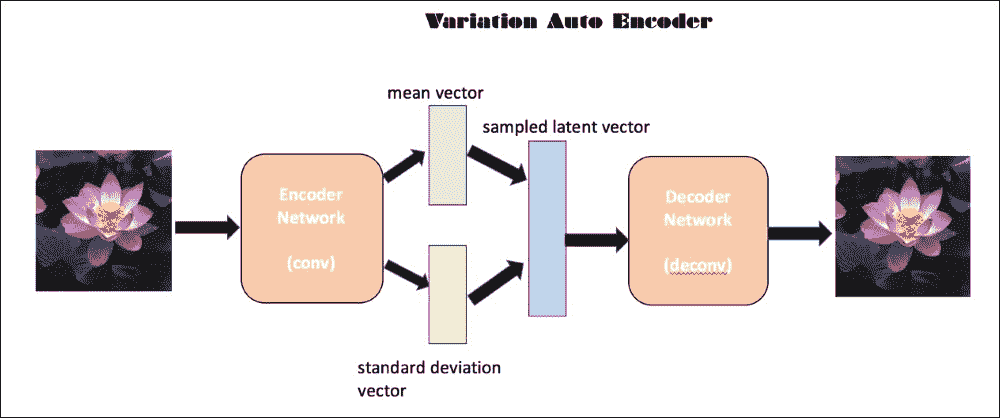 Variation Auto Encoder
mean vector
sampled latent vector
Encoder
Network
(conv)
Decoder
Network
(deconv)
standard deviation
vector